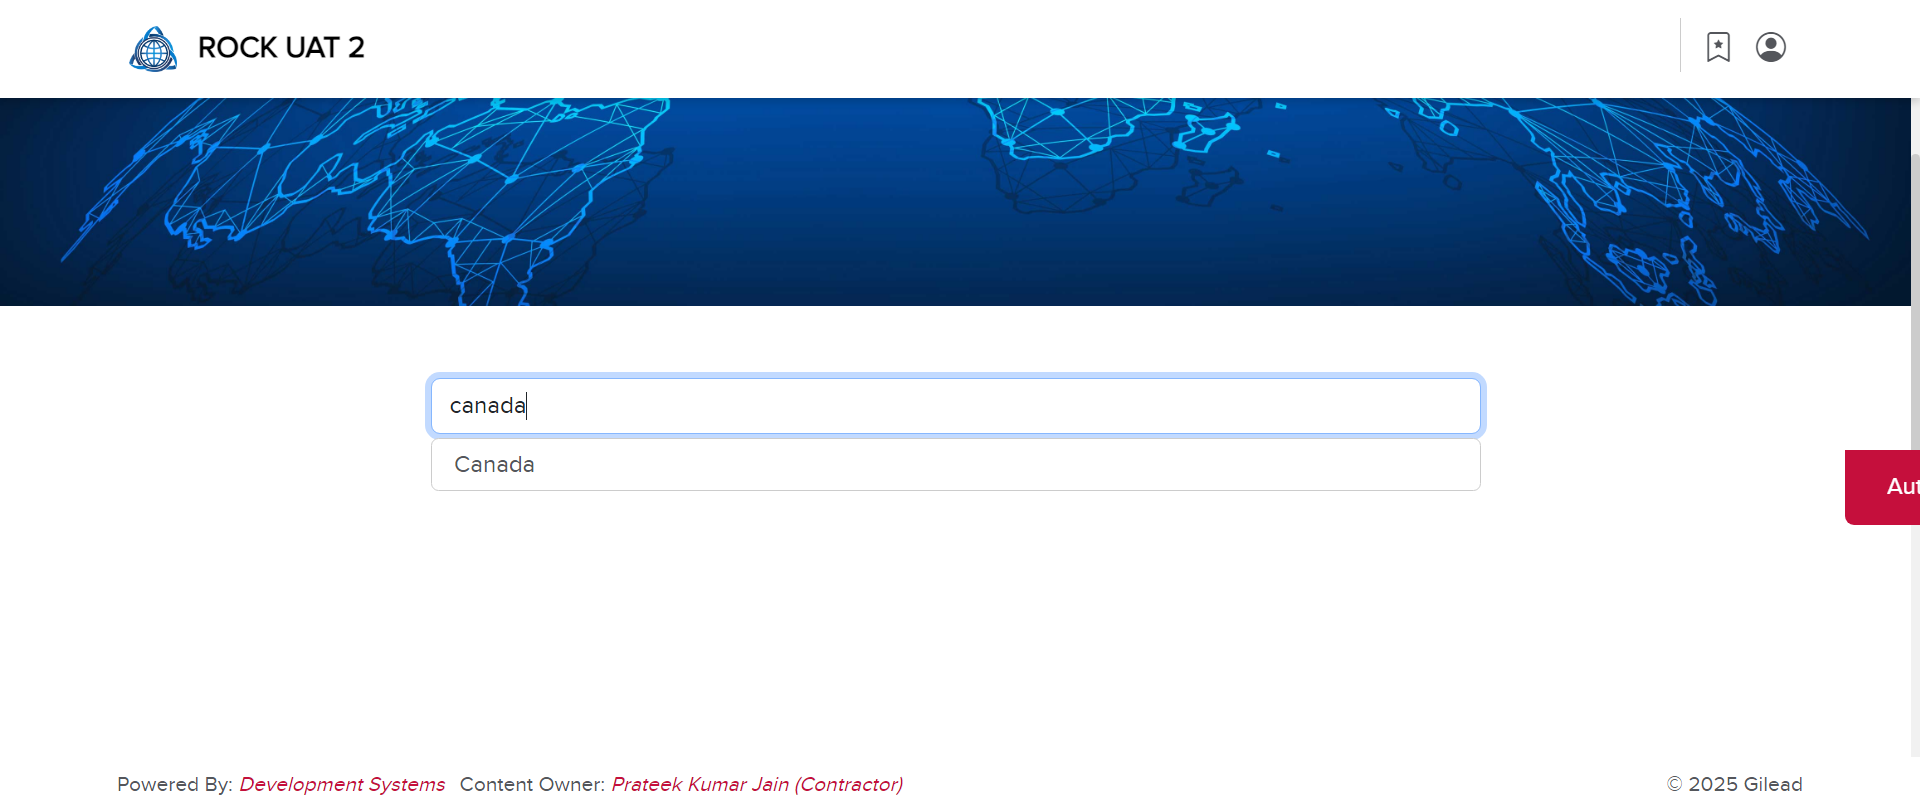 ROCK UAT 2
canada
Canada
Aut
Powered By: Development Systems Content Owner: Prateek Kumar Jain (Contractor)
© 2025 Gilead